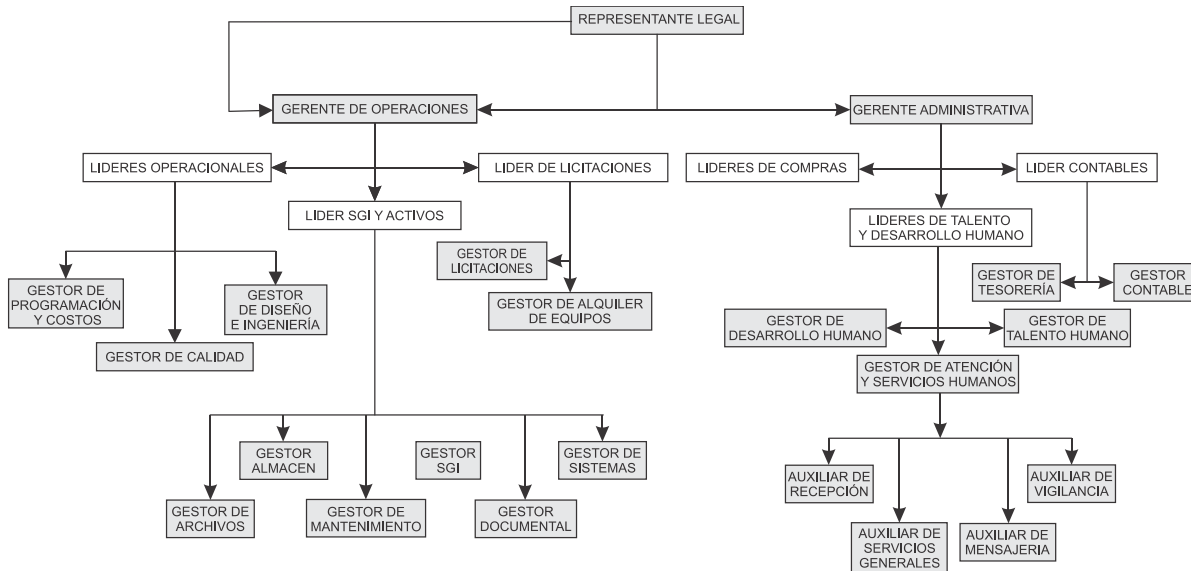 REPRESENTANTE LEGAL
GERENTE DE OPERACIONES
GERENTE ADMINISTRATIVA
LIDERES OPERACIONALES
LIDER DE LICITACIONES
LIDERES DE COMPRAS
LIDER CONTABLES
LIDER SGI Y ACTIVOS
LIDERES DE TALENTO
Y DESARROLLO HUMANO
GESTOR DE
LICITACIONES
GESTOR DE
TESORERÍA
GESTOR
CONTABLE
GESTOR DE
PROGRAMACIÓN
Y COSTOS
GESTOR
DE DISEÑO
E INGENIERÍA
GESTOR DE ALQUILER
DE EQUIPOS
GESTOR DE
DESARROLLO HUMANO
GESTOR DE
TALENTO HUMANO
GESTOR DE CALIDAD
GESTOR DE ATENCIÓN
Y SERVICIOS HUMANOS
GESTOR
ALMACEN
GESTOR
SGI
GESTOR DE
SISTEMAS
AUXILIAR DE
RECEPCIÓN
AUXILIAR DE
VIGILANCIA
GESTOR DE
ARCHIVOS
GESTOR DE
MANTENIMIENTO
GESTOR
DOCUMENTAL
AUXILIAR DE
SERVICIOS
GENERALES
AUXILIAR DE
MENSAJERIA